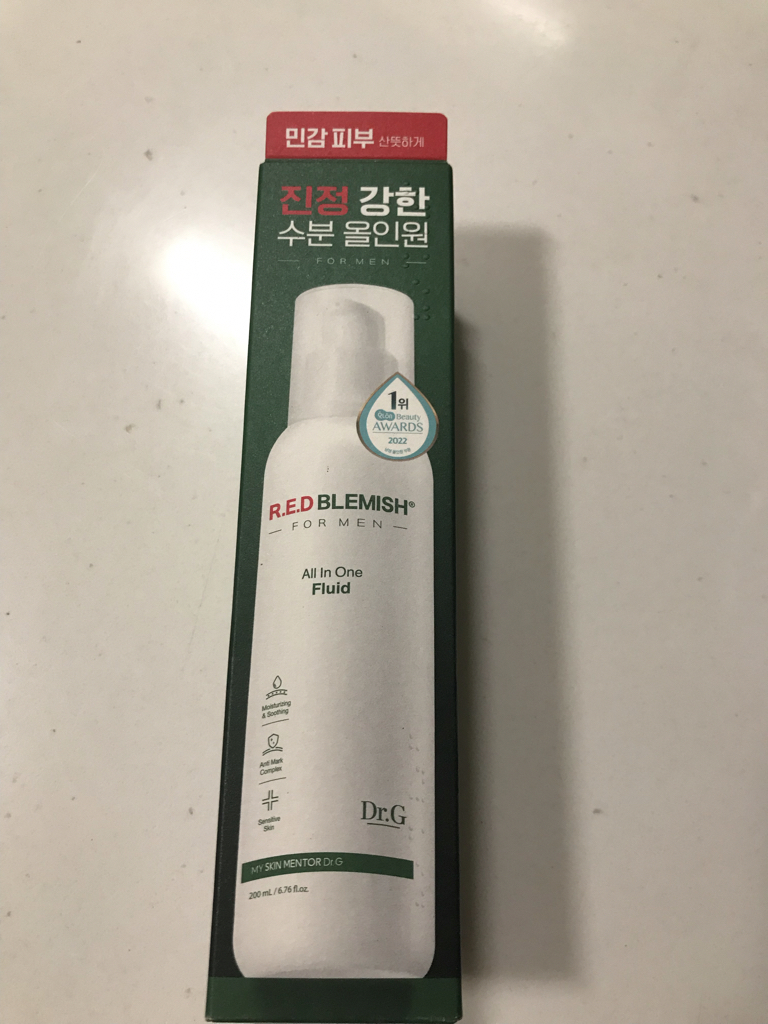 민감 피부 산뜻하게
진정 강한
수분 올인원
FOR MEN
1위
Beauty
AWARDS
2022
R.E.D BLEMISH®
FOR MEN
All In One
Fluid
Moisturizing
& Soothing
Anti Mark
Complex
Sensitive
Skin
Dr.G
MY SKIN MENTOR Dr.G
200 mL / 6.76 fl.oz.